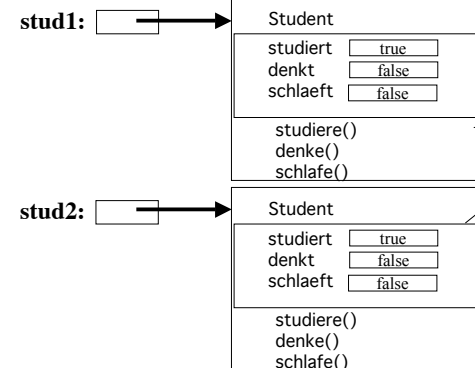 stud1:
Student
studiert true
denkt false
schlaeft false
studiere()
denke()
schlafe()
stud2:
Student
studiert true
denkt false
schlaeft false
studiere()
denke()
schlafe()